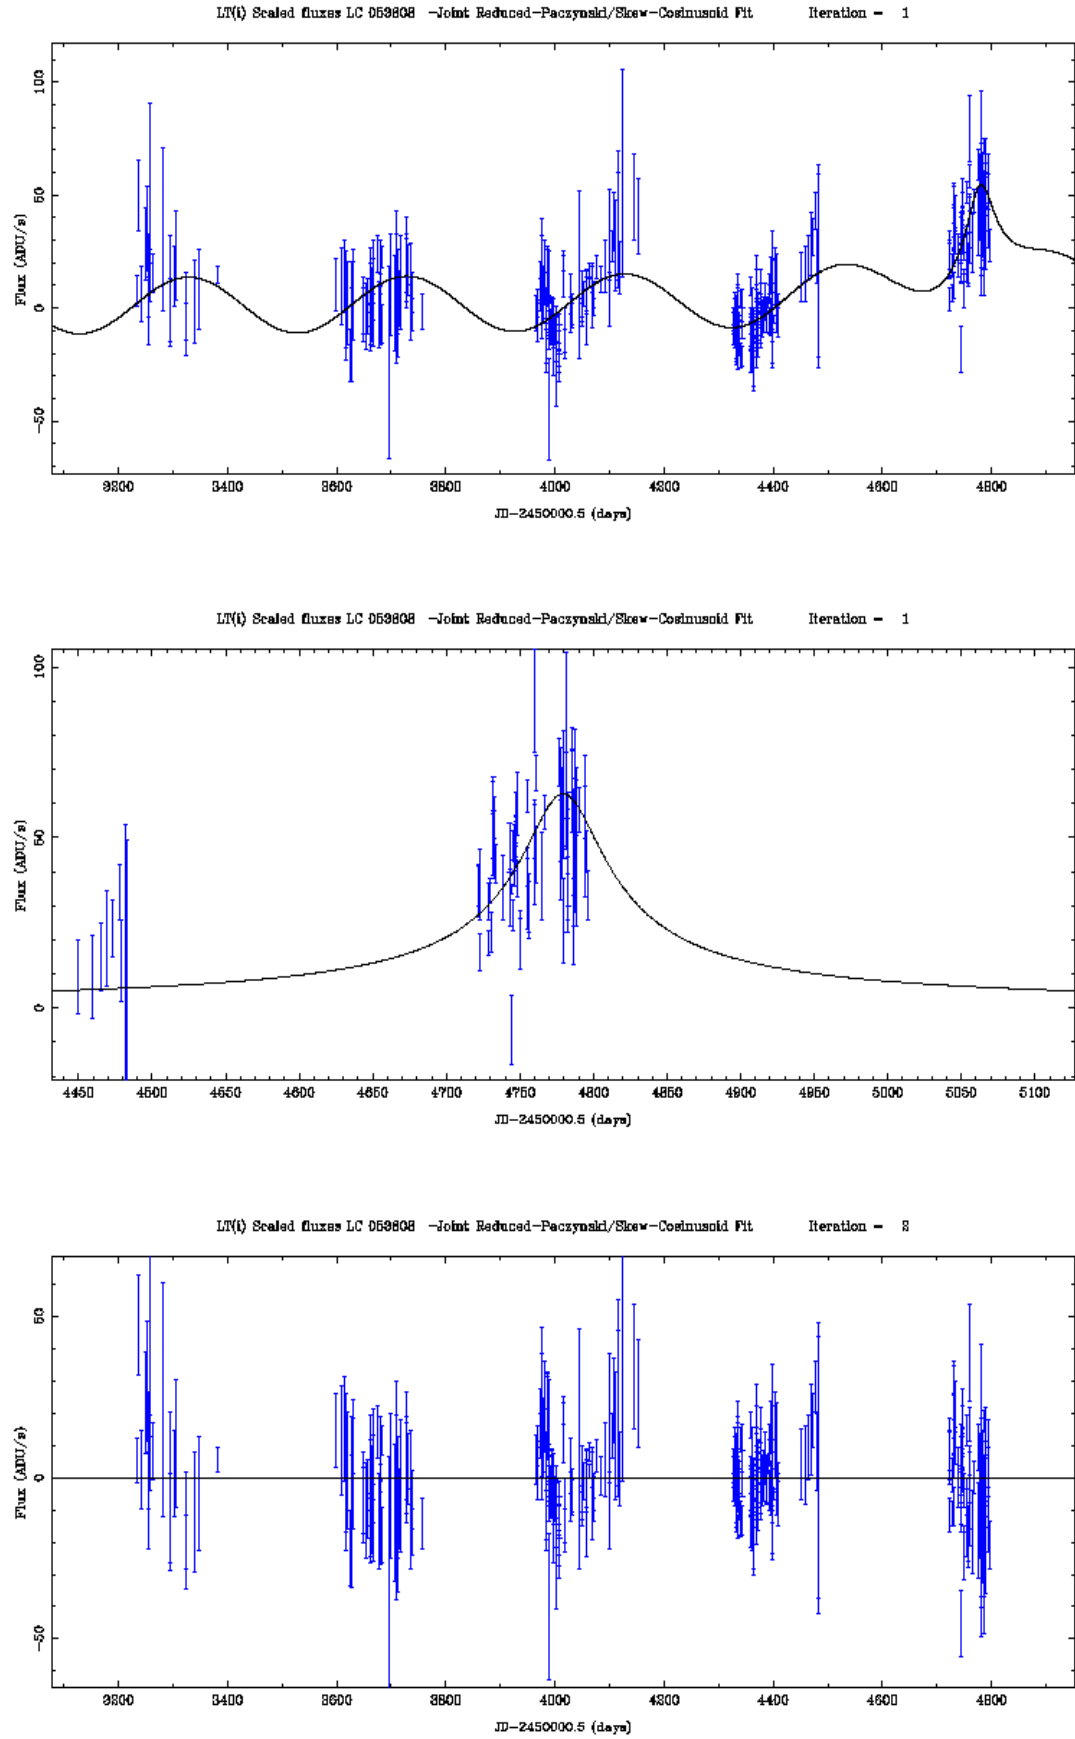 LT(i) Scaled fluxes LC 059808 -Joint Reduced-Paczynski/Skew-Cosinusoid Fit Iteration - 1
100
50
0
-50
Flux (ADU/s)
3200 3400 3600 3800 4000 4200 4400 4600 4800
JD-2450000.5 (days)
LT(i) Scaled fluxes LC 059808 -Joint Reduced-Paczynski/Skew-Cosinusoid Fit Iteration - 1
100
50
0
Flux (ADU/s)
4450 4500 4550 4600 4650 4700 4750 4800 4850 4900 4950 5000 5050 5100
JD-2450000.5 (days)
LT(i) Scaled fluxes LC 059808 -Joint Reduced-Paczynski/Skew-Cosinusoid Fit Iteration - 2
50
0
-50
Flux (ADU/s)
3200 3400 3600 3800 4000 4200 4400 4600 4800
JD-2450000.5 (days)